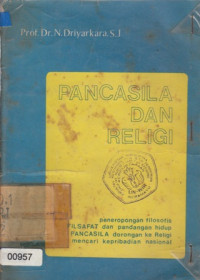 Prof. Dr. N. Driyarkara. S.J
PANCASILA
DAN
RELIGI
peneropongan filosofis
FILSAFAT dan pandangan hidup
PANCASILA dorongan ke Religi
mencari kepribadian nasional
00957